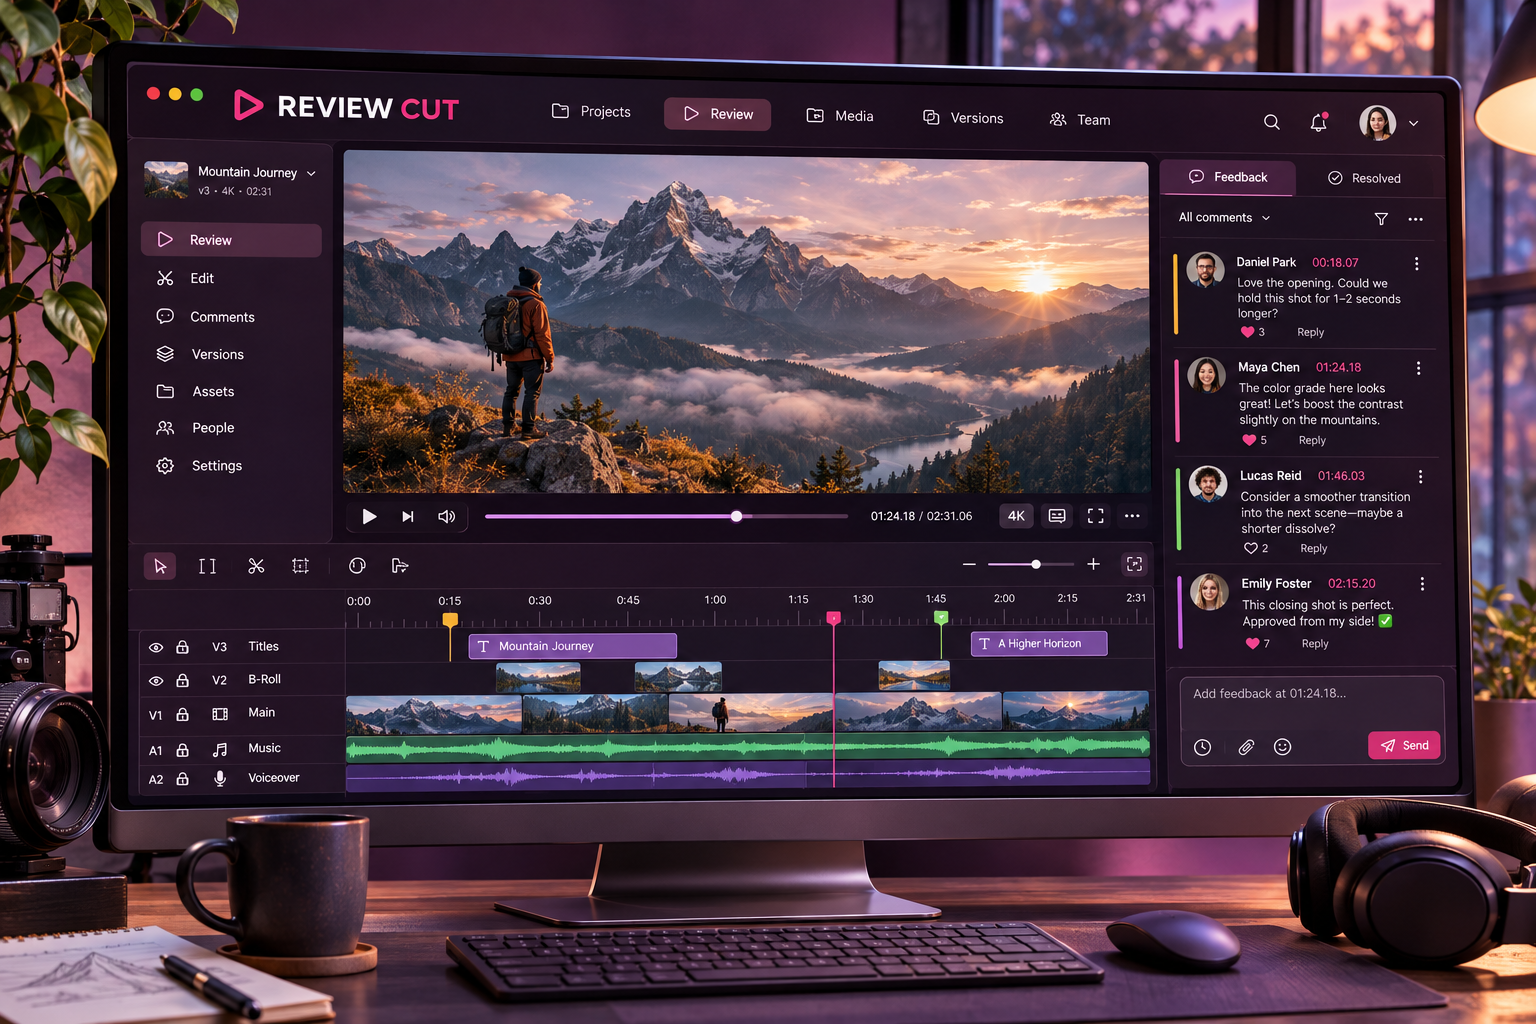 REVIEW CUT
Projects
Review
Media
Versions
Team
Mountain Journey
v3 • 4K • 02:31
Review
Edit
Comments
Versions
Assets
People
Settings
01:24.18 / 02:31.06
4K
Feedback
Resolved
All comments
Daniel Park 00:18.07
Love the opening. Could we
hold this shot for 1–2 seconds
longer?
3 Reply
Maya Chen 01:24.18
The color grade here looks
great! Let's boost the contrast
slightly on the mountains.
5 Reply
Lucas Reid 01:46.03
Consider a smoother transition
into the next scene—maybe a
shorter dissolve?
2 Reply
Emily Foster 02:15.20
This closing shot is perfect.
Approved from my side! ✅
7 Reply
Add feedback at 01:24.18...
Send
0:00 0:15 0:30 0:45 1:00 1:15 1:30 1:45 2:00 2:15 2:31
V3 Titles
T Mountain Journey
T A Higher Horizon
V2 B-Roll
V1 Main
A1 Music
A2 Voiceover